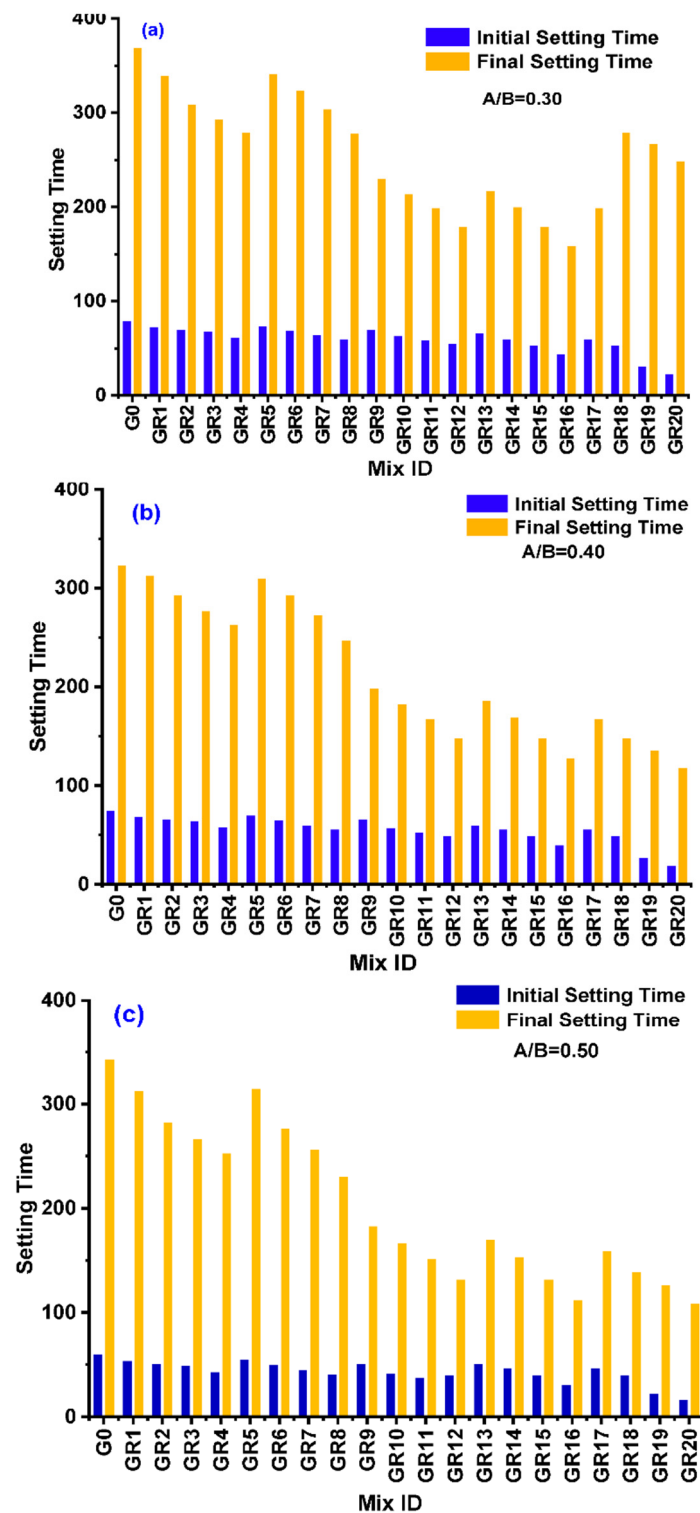 (a)
Initial Setting Time
Final Setting Time
A/B=0.30
400
300
200
100
0
Setting Time
G0 GR1 GR2 GR3 GR4 GR5 GR6 GR7 GR8 GR9 GR10 GR11 GR12 GR13 GR14 GR15 GR16 GR17 GR18 GR19 GR20
Mix ID
(b)
Initial Setting Time
Final Setting Time
A/B=0.40
400
300
200
100
0
Setting Time
G0 GR1 GR2 GR3 GR4 GR5 GR6 GR7 GR8 GR9 GR10 GR11 GR12 GR13 GR14 GR15 GR16 GR17 GR18 GR19 GR20
Mix ID
(c)
Initial Setting Time
Final Setting Time
A/B=0.50
400
300
200
100
0
Setting Time
G0 GR1 GR2 GR3 GR4 GR5 GR6 GR7 GR8 GR9 GR10 GR11 GR12 GR13 GR14 GR15 GR16 GR17 GR18 GR19 GR20
Mix ID